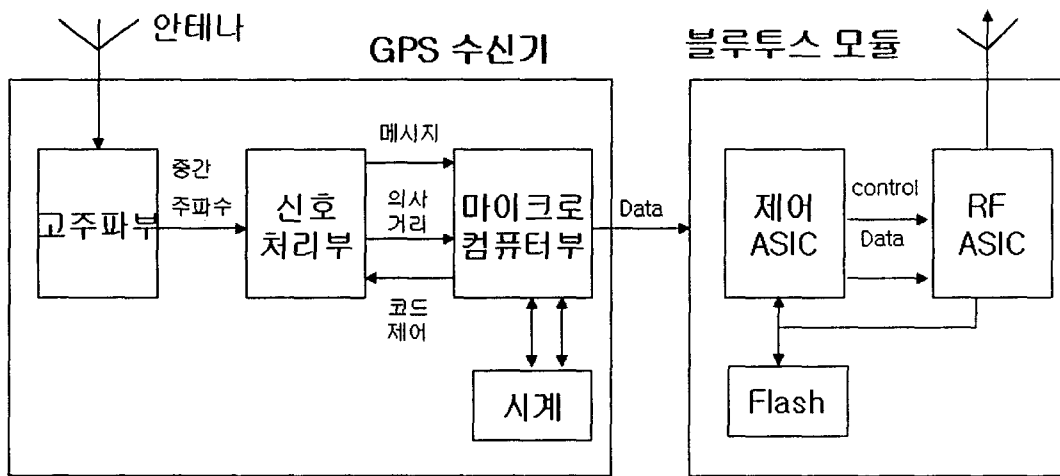 안테나
GPS 수신기
블루투스 모듈
고주파부
중간
주파수
신호
처리부
메시지
의사
거리
코드
제어
마이크로
컴퓨터부
시계
Data
제어
ASIC
control
Data
RF
ASIC
Flash